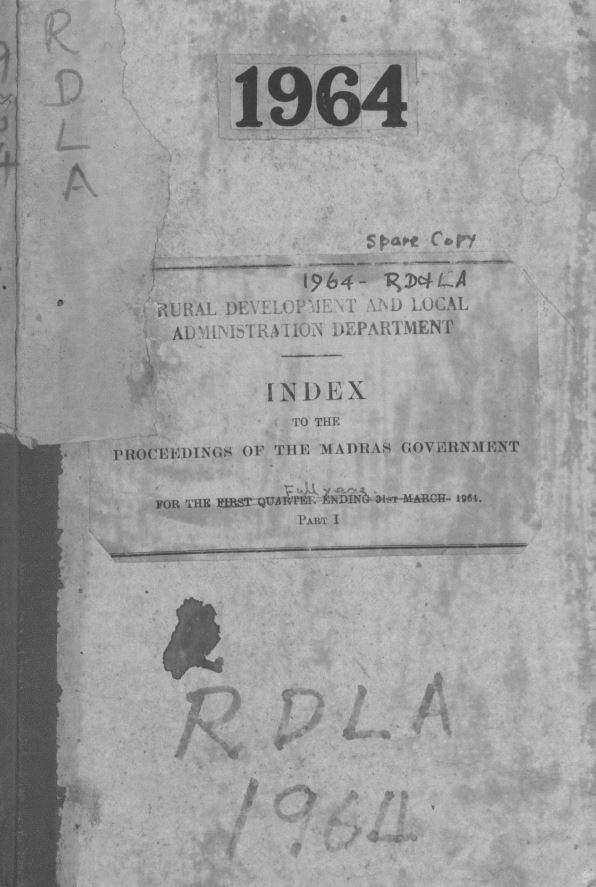 R
D
L
A
1964
Spare Copy
1964 - RD&LA
RURAL DEVELOPMENT AND LOCAL
ADMINISTRATION DEPARTMENT
INDEX
TO THE
PROCEEDINGS OF THE MADRAS GOVERNMENT
Full year
FOR THE FIRST QUARTER ENDING 31ST MARCH 1964.
PART I
RDLA
1964